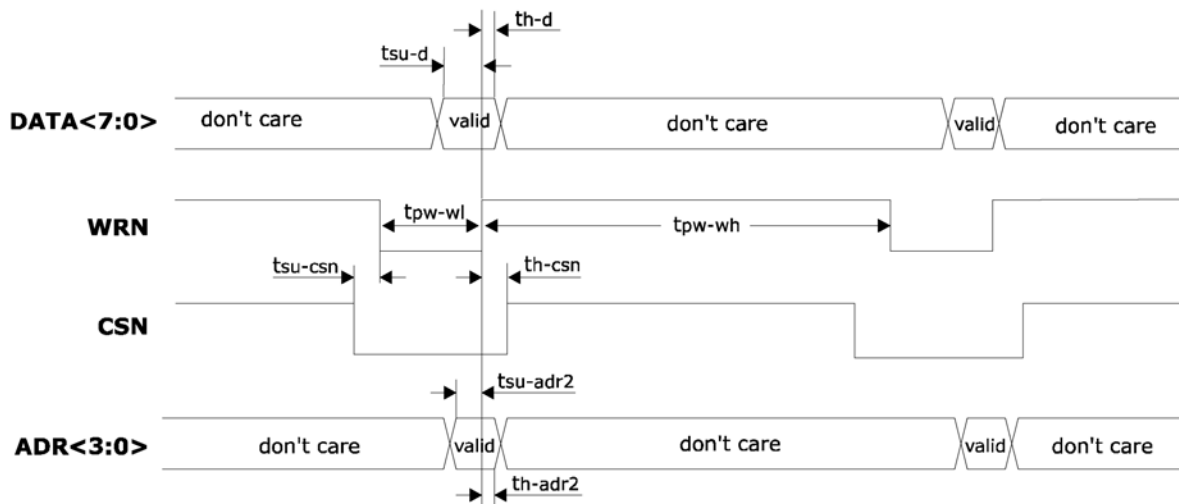 th-d
tsu-d
DATA<7:0> don't care valid don't care valid don't care
WRN tpw-wl tpw-wh
tsu-csn th-csn
CSN
tsu-adr2
ADR<3:0> don't care valid don't care valid don't care
th-adr2